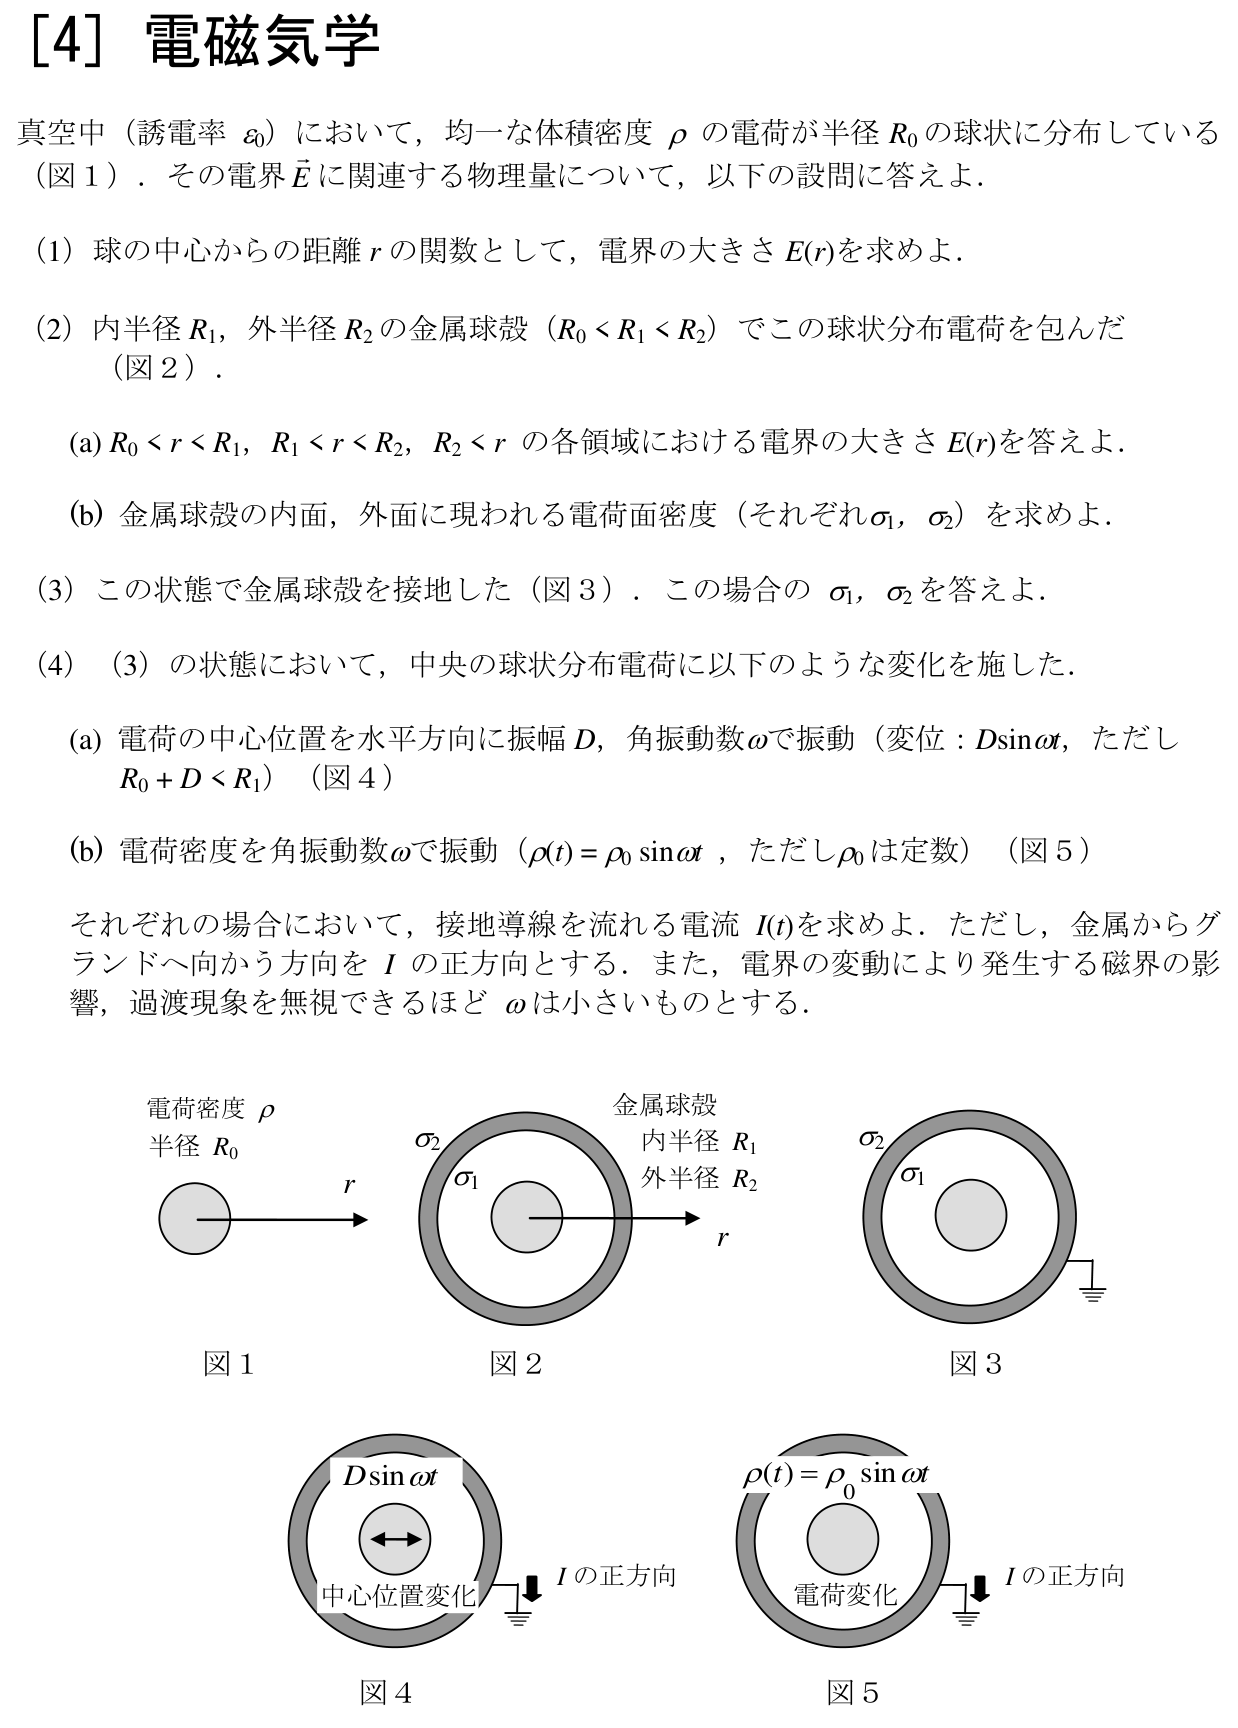 [4] 電磁気学
真空中（誘電率 ε0）において，均一な体積密度 ρ の電荷が半径 R0 の球状に分布している
（図１）．その電界 E⃗ に関連する物理量について，以下の設問に答えよ．
（1）球の中心からの距離 r の関数として，電界の大きさ E(r)を求めよ．
（2）内半径 R1，外半径 R2 の金属球殻（R0 < R1 < R2）でこの球状分布電荷を包んだ
（図２）．
(a) R0 < r < R1，R1 < r < R2，R2 < r の各領域における電界の大きさ E(r)を答えよ．
(b) 金属球殻の内面，外面に現われる電荷面密度（それぞれσ1，σ2）を求めよ．
（3）この状態で金属球殻を接地した（図３）．この場合の σ1，σ2 を答えよ．
（4）（3）の状態において，中央の球状分布電荷に以下のような変化を施した．
(a) 電荷の中心位置を水平方向に振幅 D，角振動数ωで振動（変位：Dsinωt，ただし
R0 + D < R1）（図４）
(b) 電荷密度を角振動数ωで振動（ρ(t) = ρ0 sinωt ，ただしρ0 は定数）（図５）
それぞれの場合において，接地導線を流れる電流 I(t)を求めよ．ただし，金属からグ
ランドへ向かう方向を I の正方向とする．また，電界の変動により発生する磁界の影
響，過渡現象を無視できるほど ω は小さいものとする．
電荷密度 ρ
半径 R0
r
図１
金属球殻
内半径 R1
外半径 R2
σ2
σ1
r
図２
σ2
σ1
図３
Dsin ωt
中心位置変化
I の正方向
図４
ρ(t) = ρ0 sin ωt
電荷変化
I の正方向
図５